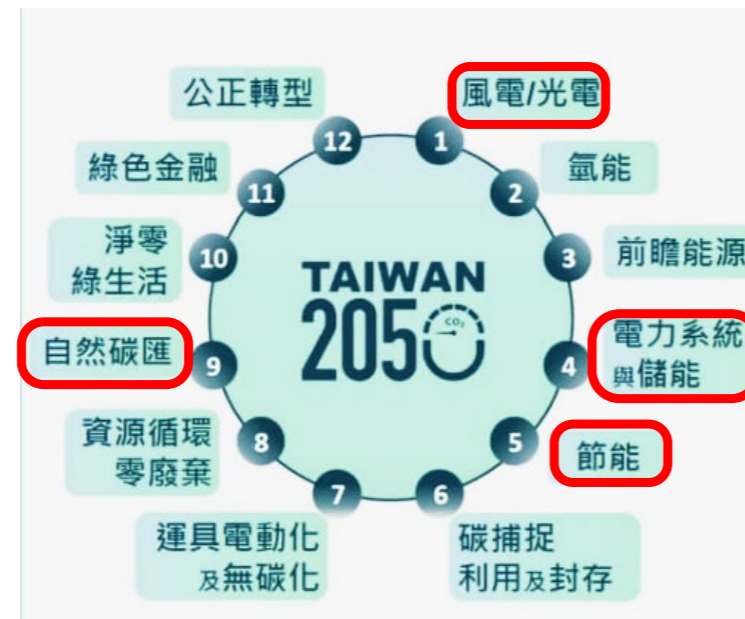 公正轉型
12
1
風電/光電
綠色金融
11
2
氫能
淨零
綠生活
10
3
前瞻能源
TAIWAN
2050
CO₂
自然碳匯
9
4
電力系統
與儲能
資源循環
零廢棄
8
5
節能
7
6
運具電動化
及無碳化
碳捕捉
利用及封存